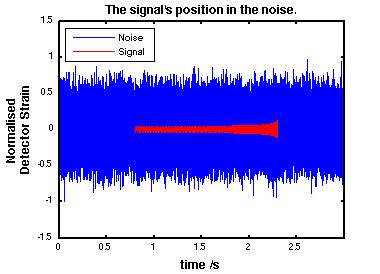 The signal's position in the noise.
Noise
Signal
1.5
1
0.5
0
-0.5
-1
-1.5
Normalised
Detector Strain
0 0.5 1 1.5 2 2.5
time /s